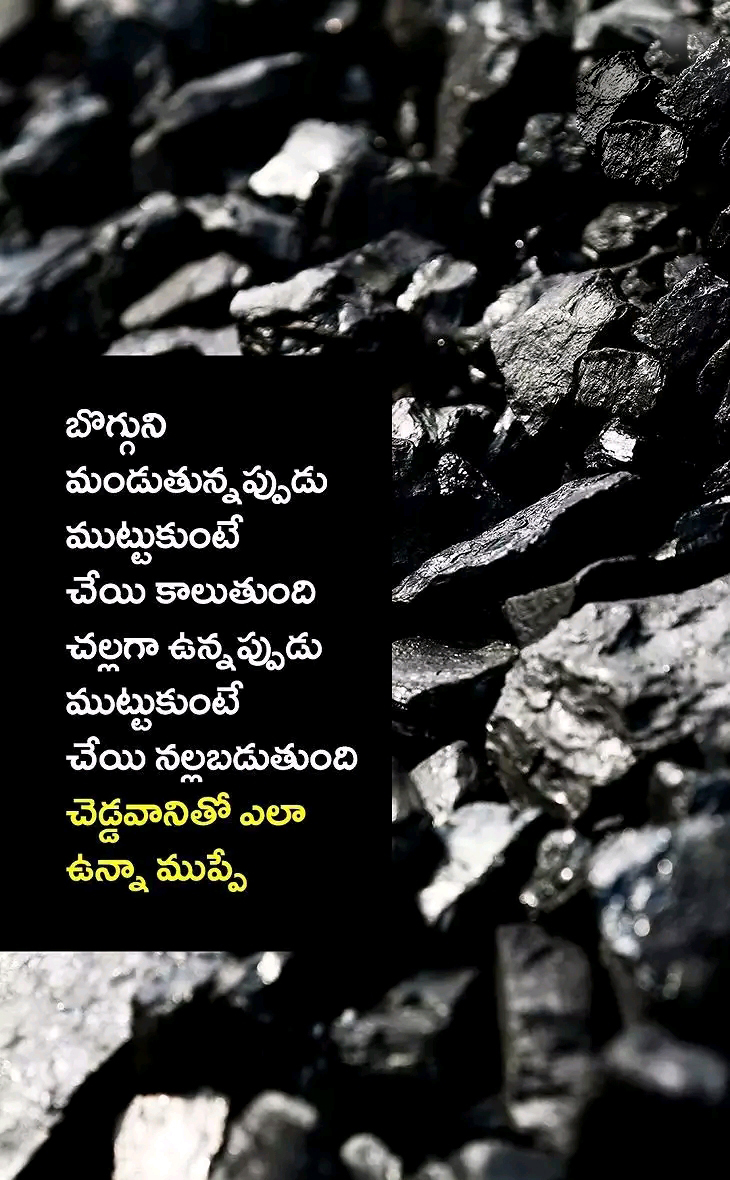 బొగ్గుని
మండుతున్నప్పుడు
ముట్టుకుంటే
చేయి కాలుతుంది
చల్లగా ఉన్నప్పుడు
ముట్టుకుంటే
చేయి నల్లబడుతుంది
చెడ్డవానితో ఎలా
ఉన్నా ముప్పే